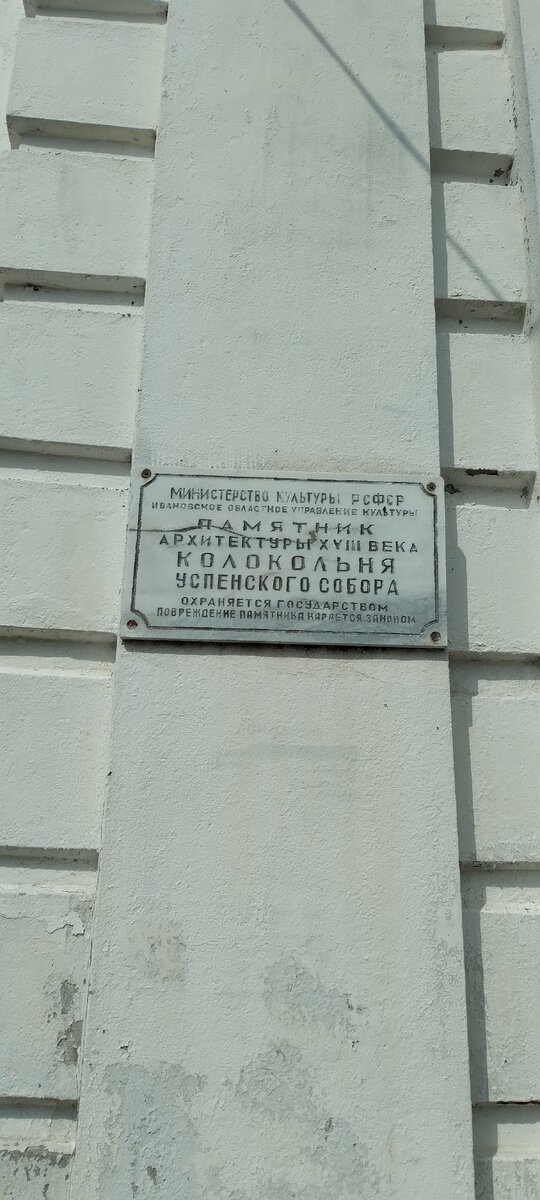 МИНИСТЕРСТВО КУЛЬТУРЫ РСФСР
ИВАНОВСКОЕ ОБЛАСТНОЕ УПРАВЛЕНИЕ КУЛЬТУРЫ
ПАМЯТНИК
АРХИТЕКТУРЫ XVIII ВЕКА
КОЛОКОЛЬНЯ
УСПЕНСКОГО СОБОРА
ОХРАНЯЕТСЯ ГОСУДАРСТВОМ
ПОВРЕЖДЕНИЕ ПАМЯТНИКА КАРАЕТСЯ ЗАКОНОМ